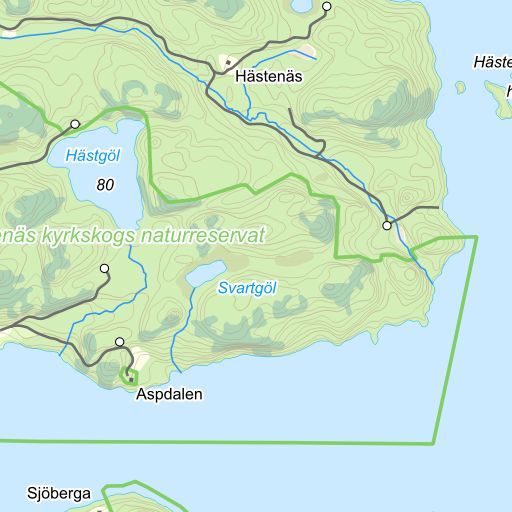 Häste
h
Hästenäs
Hästgöl
80
enäs kyrkskogs naturreservat
Svartgöl
Aspdalen
Sjöberga